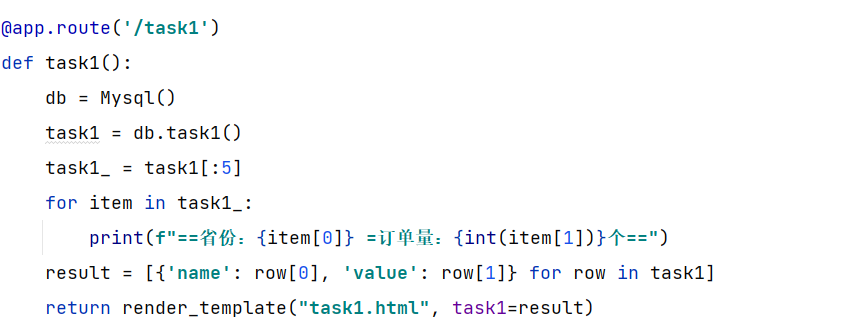 @app.route('/task1')
def task1():
    db = Mysql()
    task1 = db.task1()
    task1_ = task1[:5]
    for item in task1_:
        print(f"==省份：{item[0]} =订单量：{int(item[1])}个==")
    result = [{'name': row[0], 'value': row[1]} for row in task1]
    return render_template("task1.html", task1=result)